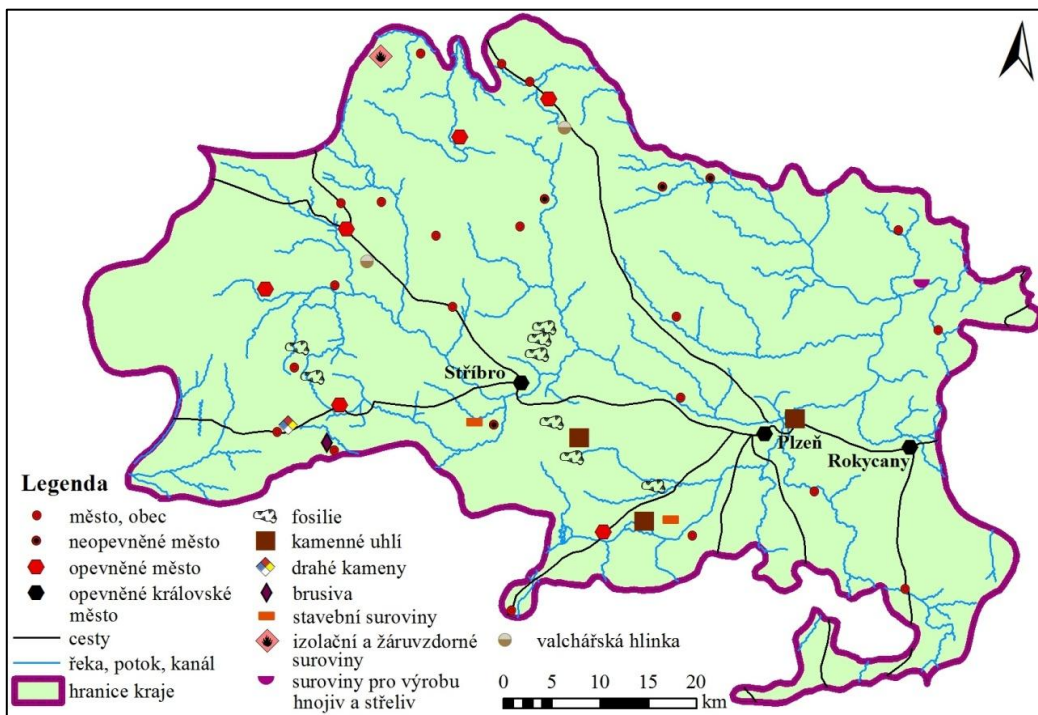 Stříbro
Plzeň
Rokycany
Legenda
město, obec
neopevněné město
opevněné město
opevněné královské
město
cesty
řeka, potok, kanál
hranice kraje
fosilie
kamenné uhlí
drahé kameny
brusiva
stavební suroviny
izolační a žáruvzdorné
suroviny
suroviny pro výrobu
hnojiv a střeliv
valchářská hlínka
0 5 10 15 20
km